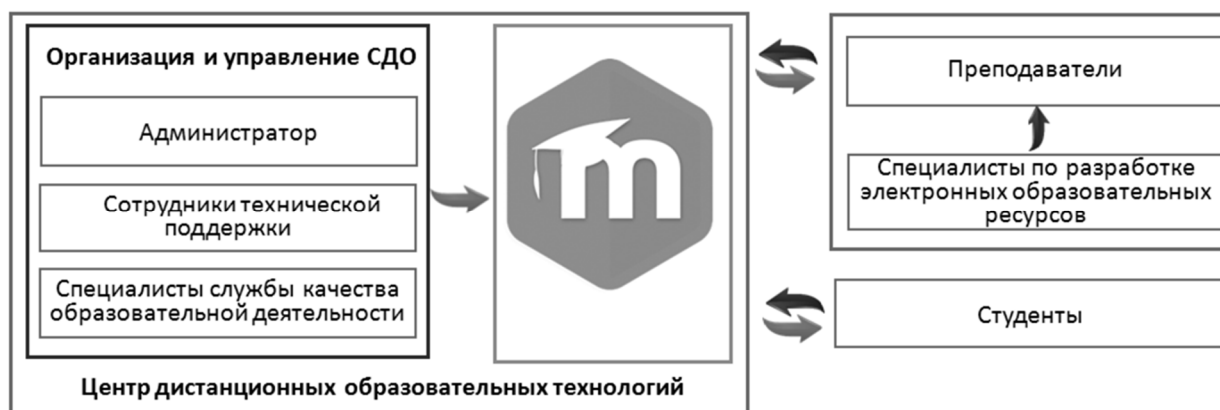 Организация и управление СДО
Администратор
Сотрудники технической
поддержки
Специалисты службы качества
образовательной деятельности
Центр дистанционных образовательных технологий
m
Преподаватели
Специалисты по разработке
электронных образовательных
ресурсов
Студенты